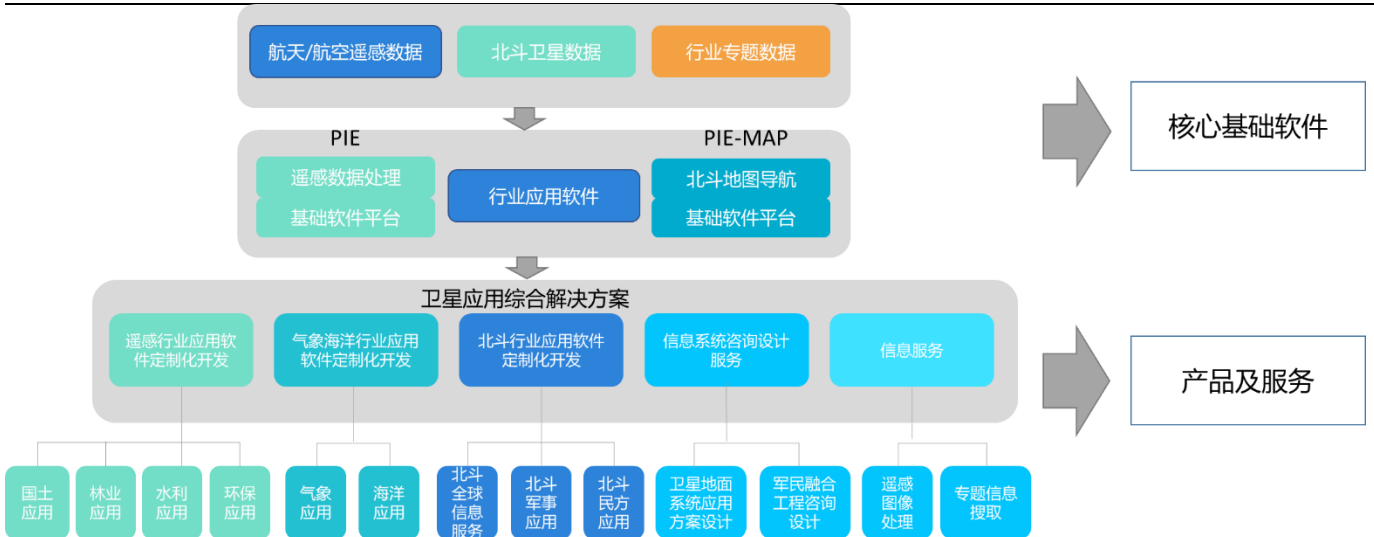 航天/航空遥感数据
北斗卫星数据
行业专题数据
核心基础软件
PIE
PIE-MAP
遥感数据处理
基础软件平台
行业应用软件
北斗地图导航
基础软件平台
卫星应用综合解决方案
遥感行业应用软
件定制化开发
气象海洋行业应用
软件定制化开发
北斗行业应用软件
定制化开发
信息系统咨询设计
服务
信息服务
产品及服务
国土
应用
林业
应用
水利
应用
环保
应用
气象
应用
海洋
应用
北斗
全球
信息
服务
北斗
军事
应用
北斗
民方
应用
卫星地面
系统应用
方案设计
军民融合
工程咨询
设计
遥感
图像
处理
专题信息
搜取